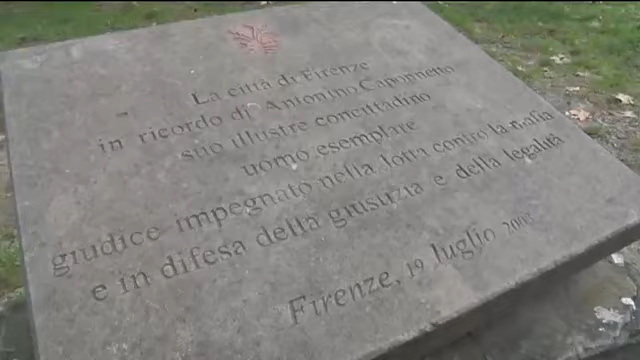 La città di Firenze
in ricordo di Antonino Caponnetto
suo illustre concittadino
uomo esemplare
giudice impegnato nella lotta contro la mafia
e in difesa della giustizia e della legalità
Firenze, 19 luglio